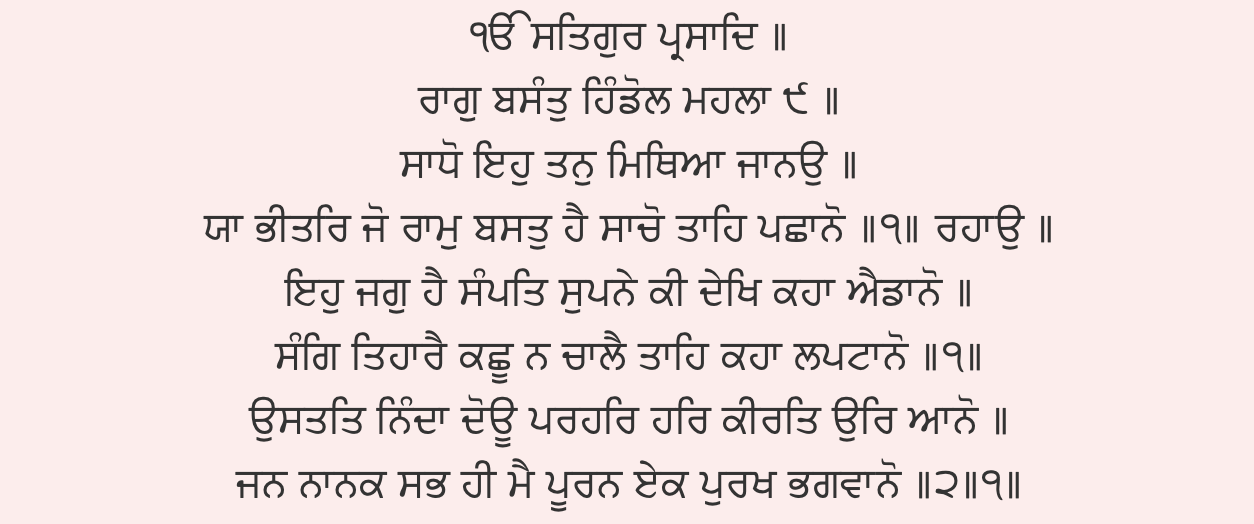 ੴ ਸਤਿਗੁਰ ਪ੍ਰਸਾਦਿ ॥
ਰਾਗੁ ਬਸੰਤੁ ਹਿੰਡੋਲ ਮਹਲਾ ੯ ॥
ਸਾਧੋ ਇਹੁ ਤਨੁ ਮਿਥਿਆ ਜਾਨਉ ॥
ਯਾ ਭੀਤਰਿ ਜੋ ਰਾਮੁ ਬਸਤੁ ਹੈ ਸਾਚੋ ਤਾਹਿ ਪਛਾਨੋ ॥੧॥ ਰਹਾਉ ॥
ਇਹੁ ਜਗੁ ਹੈ ਸੰਪਤਿ ਸੁਪਨੇ ਕੀ ਦੇਖਿ ਕਹਾ ਐਡਾਨੋ ॥
ਸੰਗਿ ਤਿਹਾਰੈ ਕਛੂ ਨ ਚਾਲੈ ਤਾਹਿ ਕਹਾ ਲਪਟਾਨੋ ॥੧॥
ਉਸਤਤਿ ਨਿੰਦਾ ਦੋਊ ਪਰਹਰਿ ਹਰਿ ਕੀਰਤਿ ਉਰਿ ਆਨੋ ॥
ਜਨ ਨਾਨਕ ਸਭ ਹੀ ਮੈ ਪੂਰਨ ਏਕ ਪੁਰਖ ਭਗਵਾਨੋ ॥੨॥੧॥